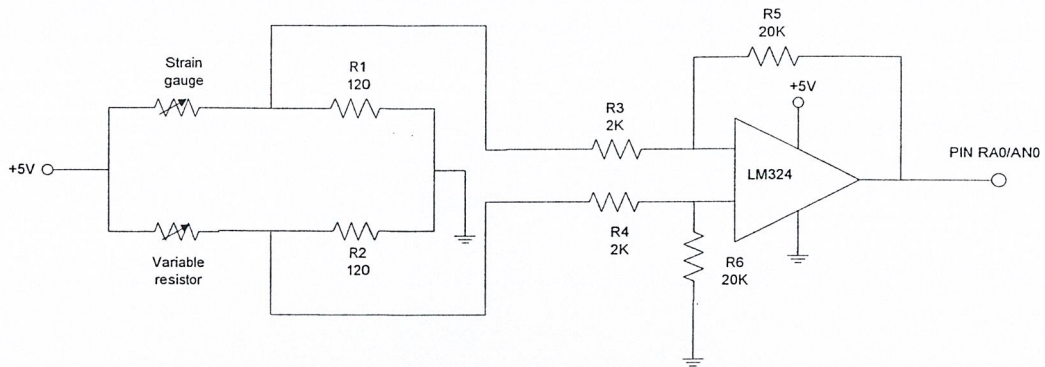 Strain
gauge
R1
120
+5V
Variable
resistor
R2
120
R3
2K
R4
2K
R5
20K
+5V
LM324
R6
20K
PIN RA0/AN0